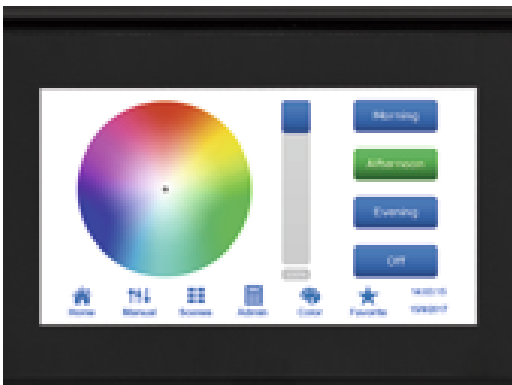 Morning
Afternoon
Evening
Off
Home Manual Scenes Admin Color Favorite